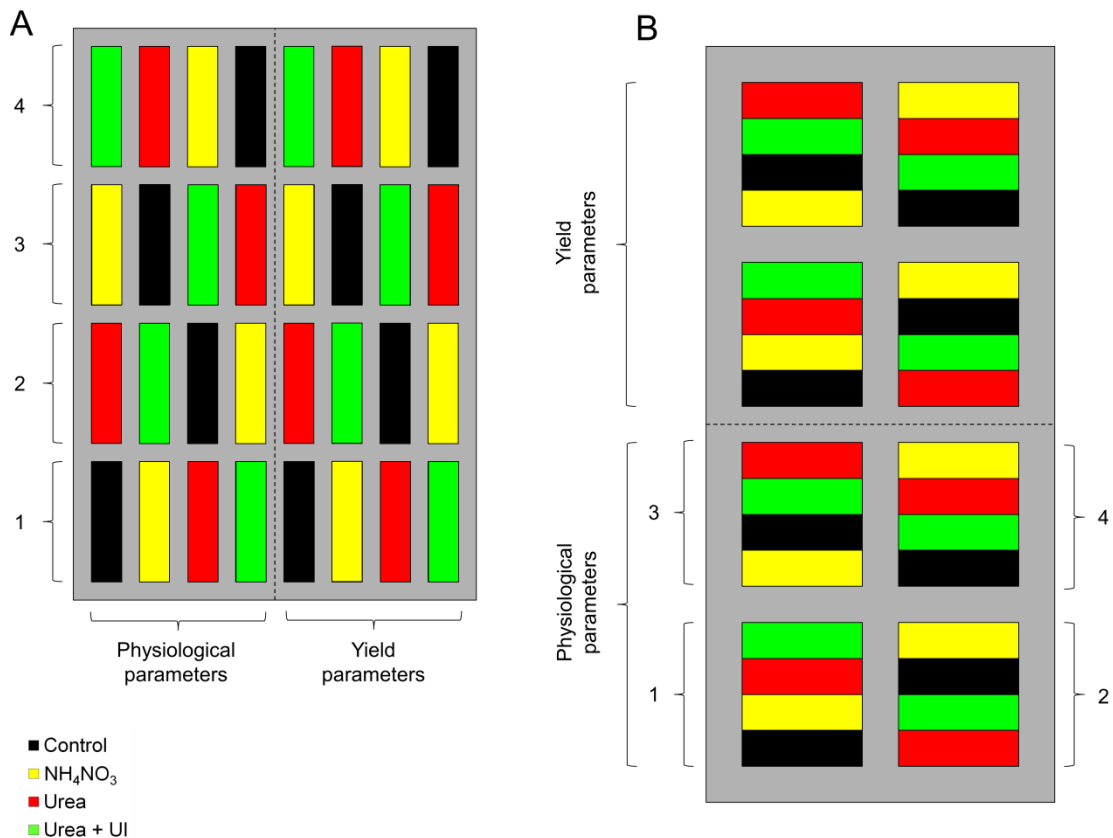 A
4
3
2
1
Physiological
parameters
Yield
parameters
Control
NH₄NO₃
Urea
Urea + UI
B
Yield
parameters
Physiological
parameters
3
4
1
2